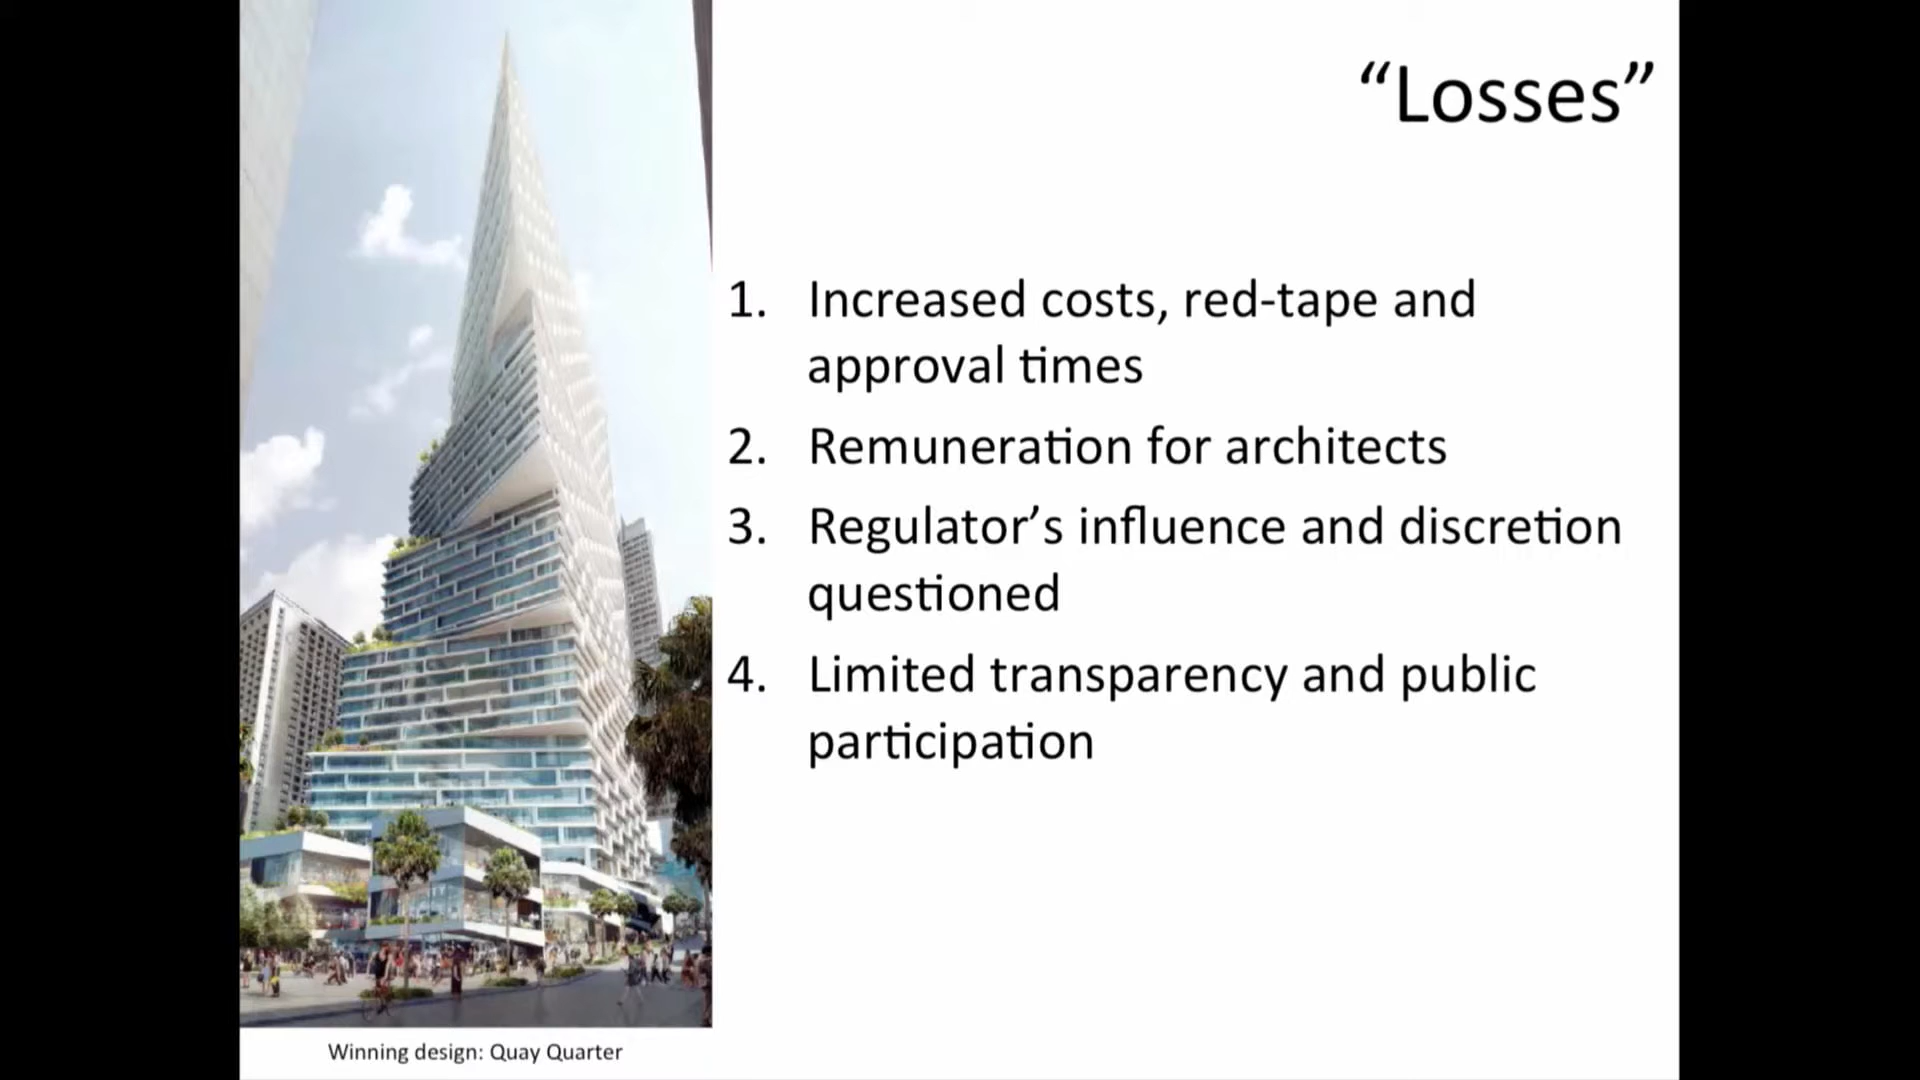 “Losses”
1. Increased costs, red-tape and
approval times
2. Remuneration for architects
3. Regulator’s influence and discretion
questioned
4. Limited transparency and public
participation
Winning design: Quay Quarter